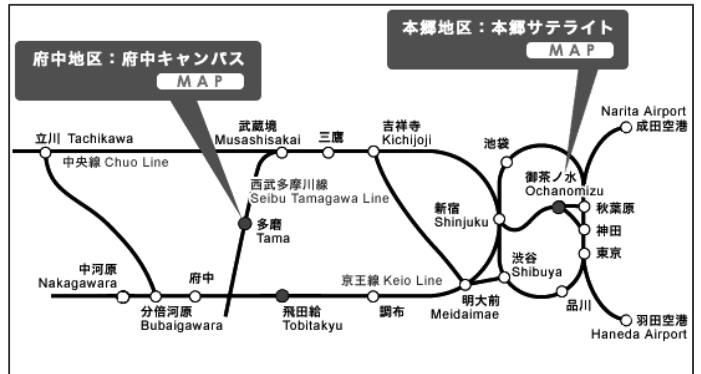 本郷地区：本郷サテライト
MAP
府中地区：府中キャンパス
MAP
Narita Airport
成田空港
立川 Tachikawa
中央線 Chuo Line
武蔵境
Musashisakai
三鷹
吉祥寺
Kichijoji
池袋
御茶ノ水
Ochanomizu
秋葉原
神田
東京
西武多摩川線
Seibu Tamagawa Line
多磨
Tama
新宿
Shinjuku
渋谷
Shibuya
中河原
Nakagawara
府中
京王線 Keio Line
分倍河原
Bubaigawara
飛田給
Tobitakyu
調布
明大前
Meidaimae
品川
羽田空港
Haneda Airport